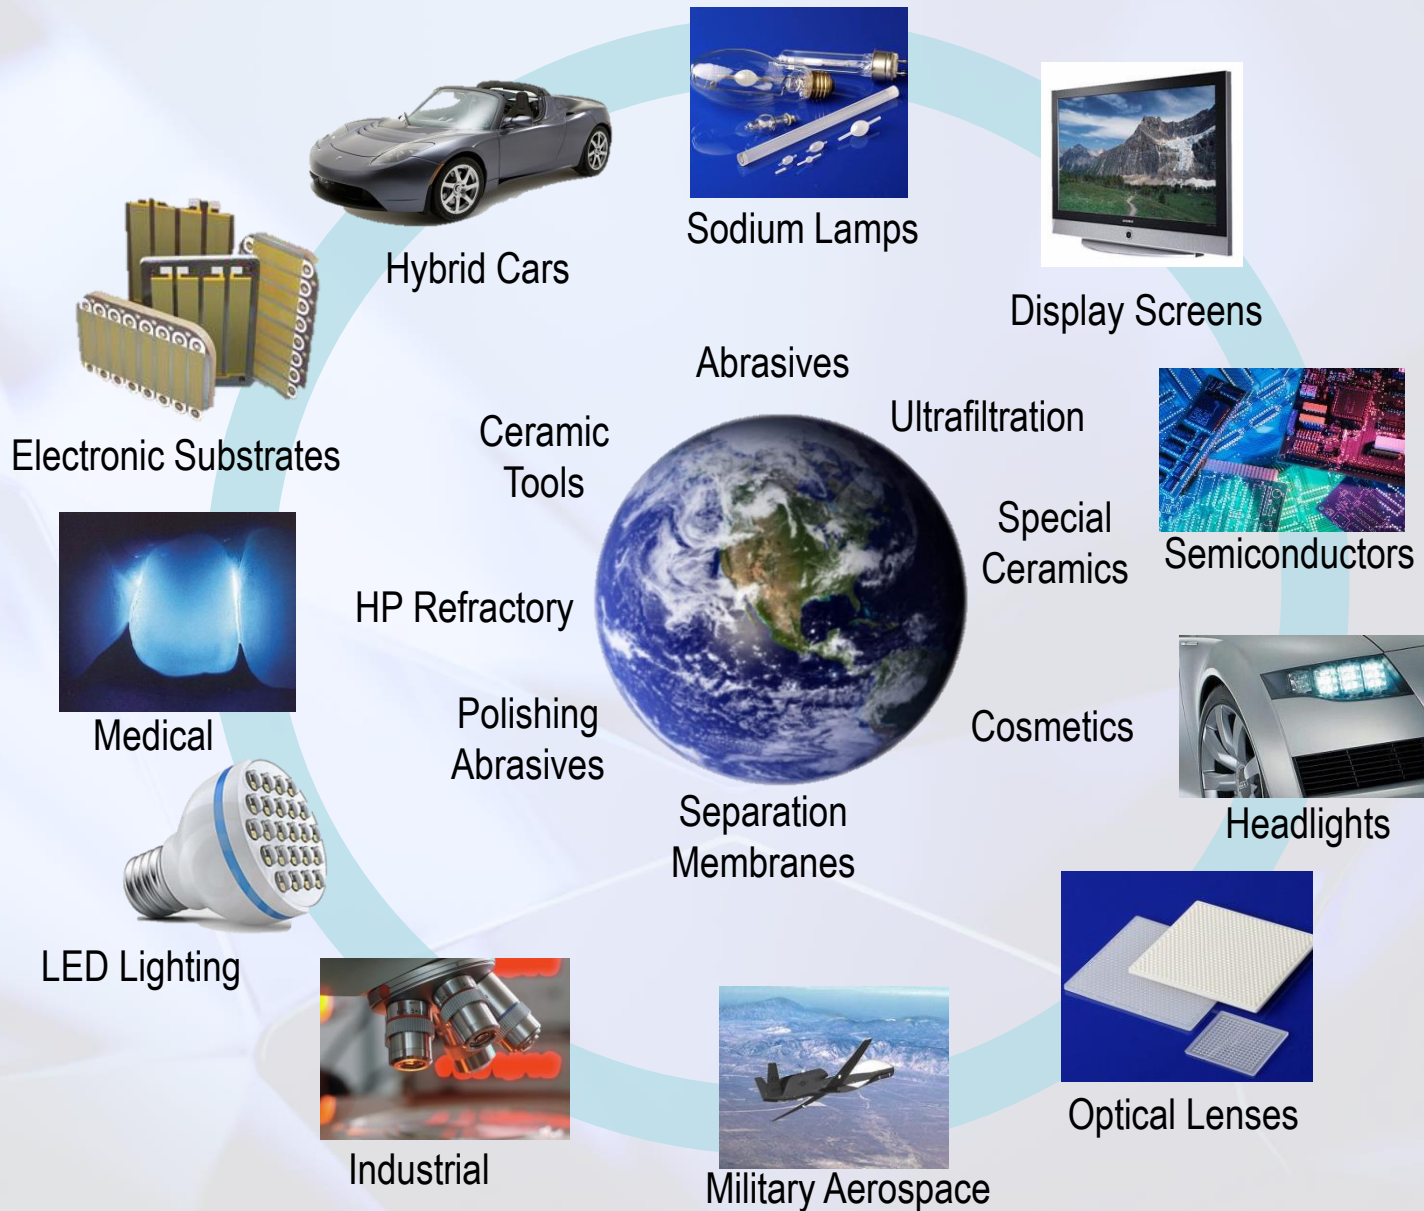 Sodium Lamps
Hybrid Cars
Display Screens
Abrasives
Ultrafiltration
Ceramic
Tools
Electronic Substrates
Special
Ceramics
Semiconductors
HP Refractory
Medical
Polishing
Abrasives
Cosmetics
Separation
Membranes
Headlights
LED Lighting
Optical Lenses
Industrial
Military Aerospace